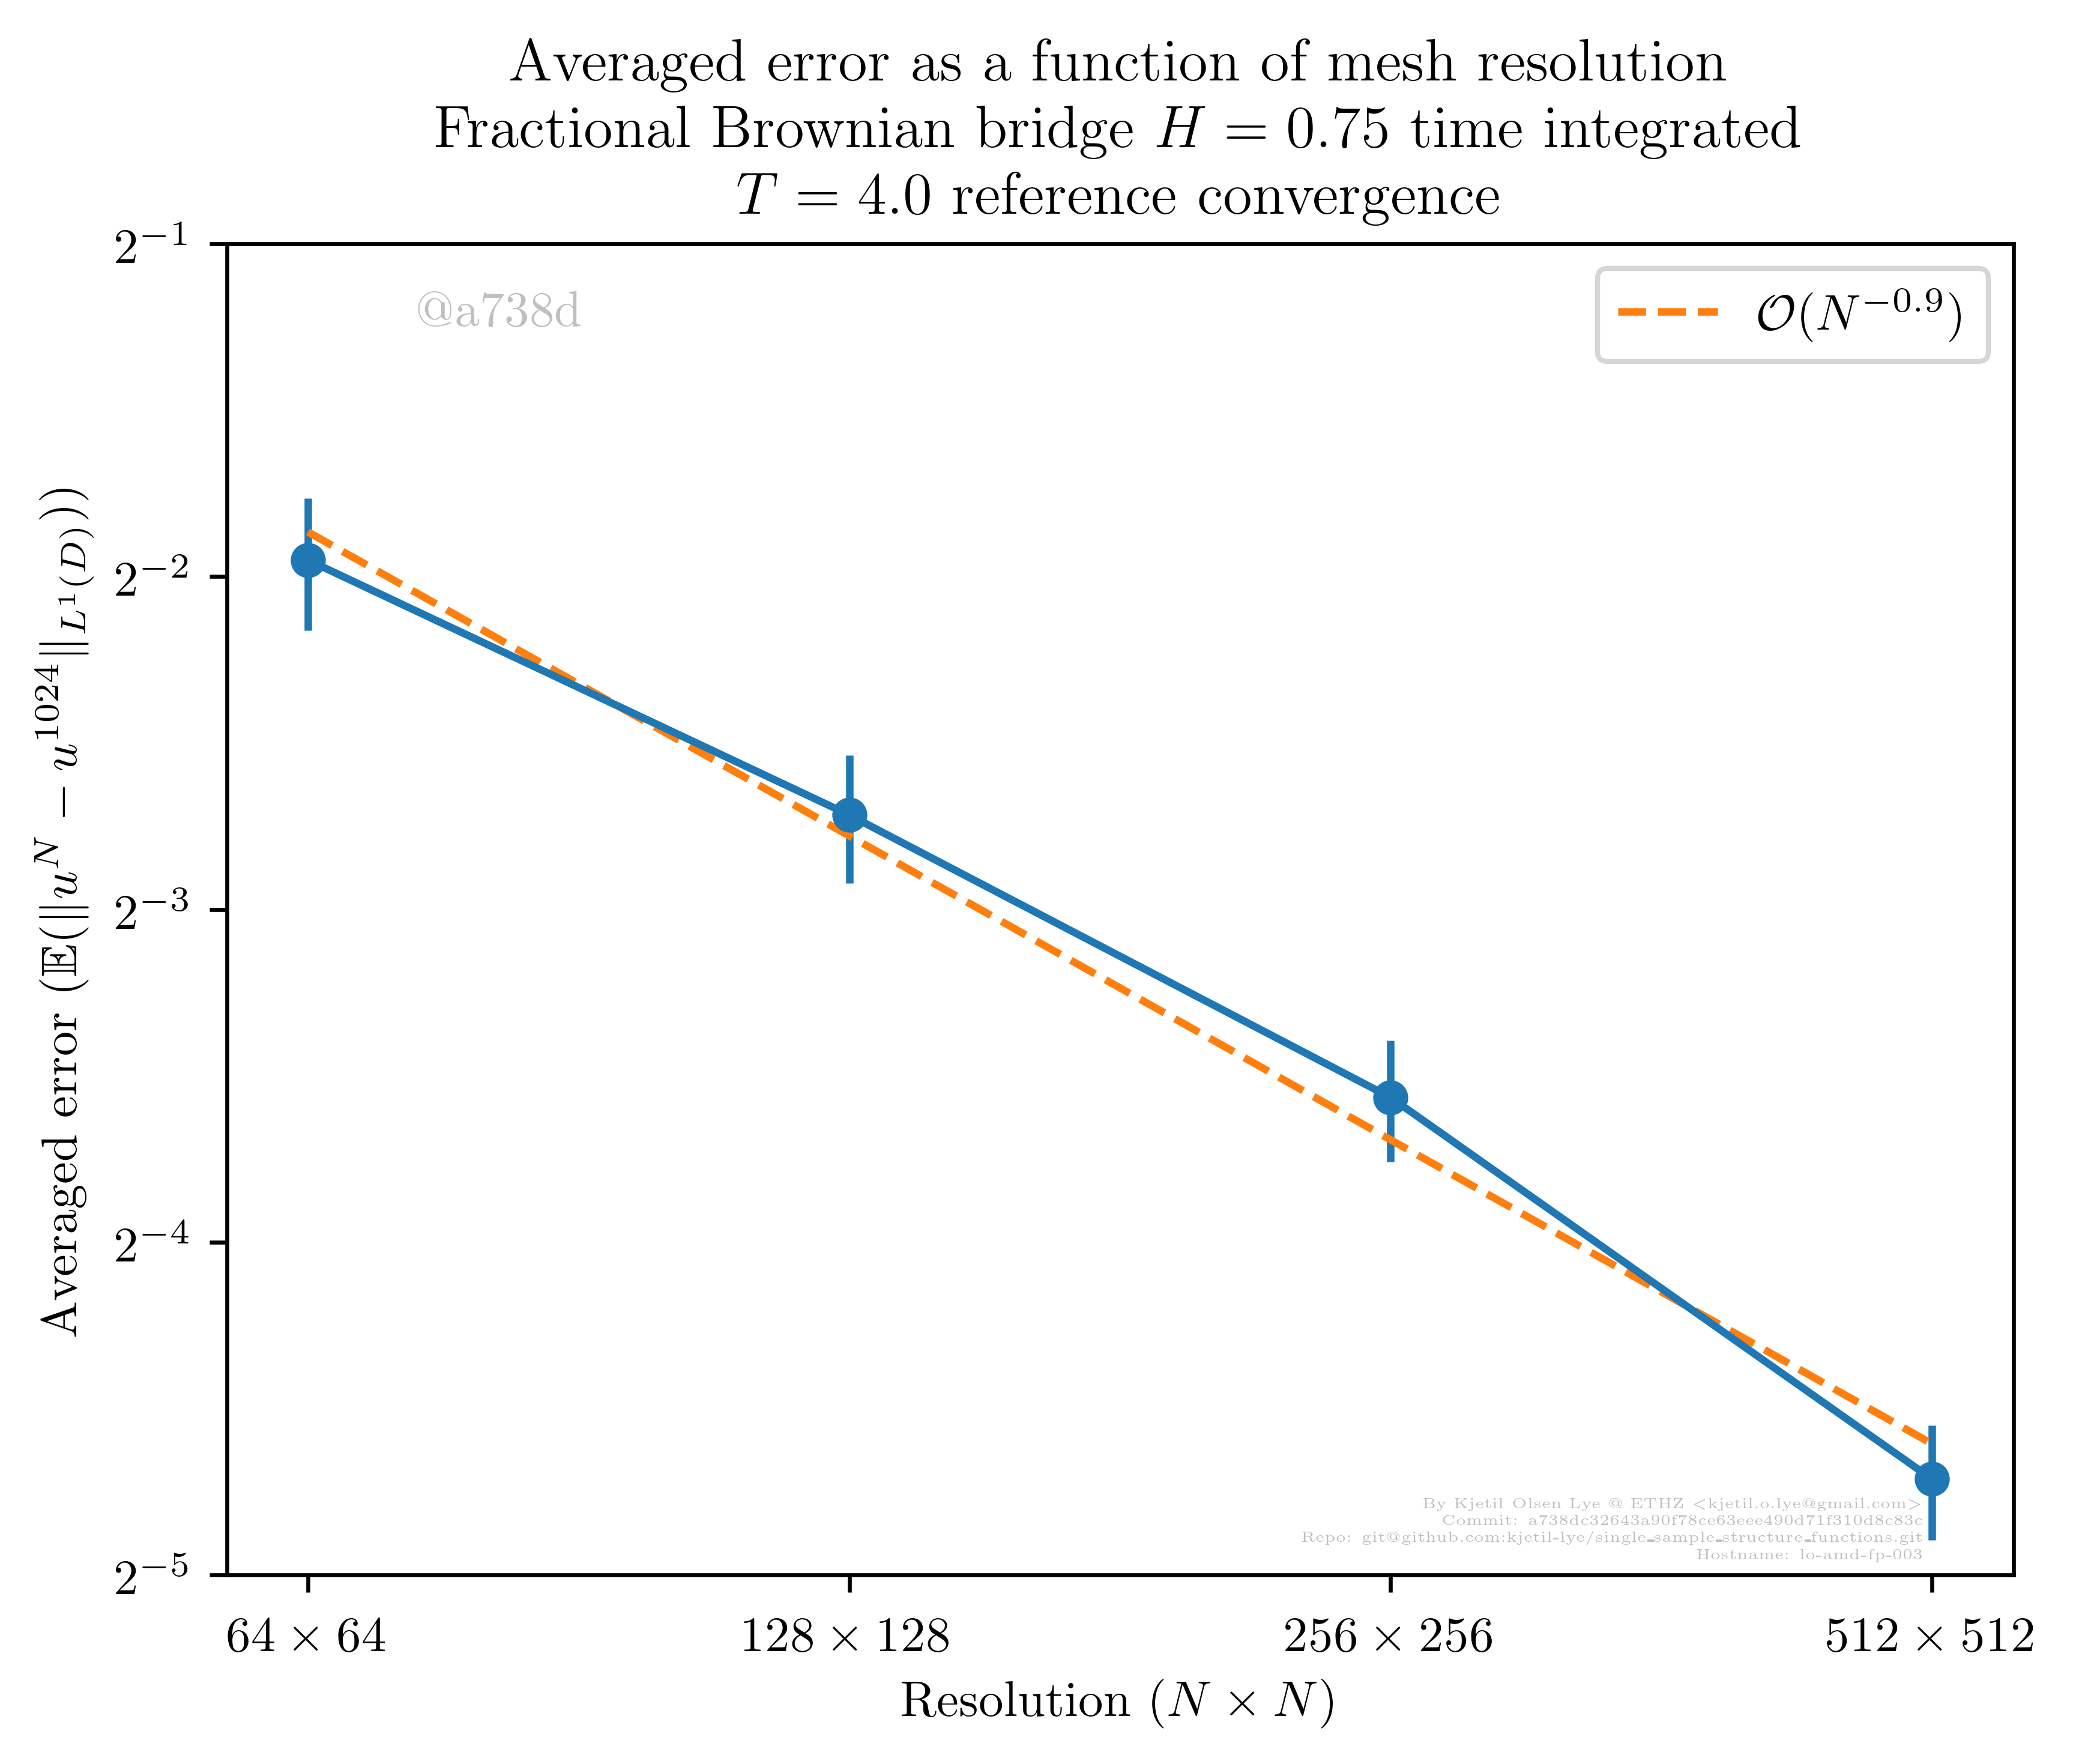 Averaged error as a function of mesh resolution
Fractional Brownian bridge H = 0.75 time integrated
T = 4.0 reference convergence
2⁻¹
@a738d
𝒪(N⁻⁰·⁹)
2⁻²
2⁻³
2⁻⁴
2⁻⁵
Averaged error (𝔼(||u^N − u^1024||_L¹(D)))
By Kjetil Olsen Lye @ ETHZ <kjetil.o.lye@gmail.com>
Commit: a738dc32643a90f78ce63eee490d71f310d8c83c
Repo: git@github.com:kjetil-lye/single_sample_structure_functions.git
Hostname: lo-amd-fp-003
64 × 64 128 × 128 256 × 256 512 × 512
Resolution (N × N)